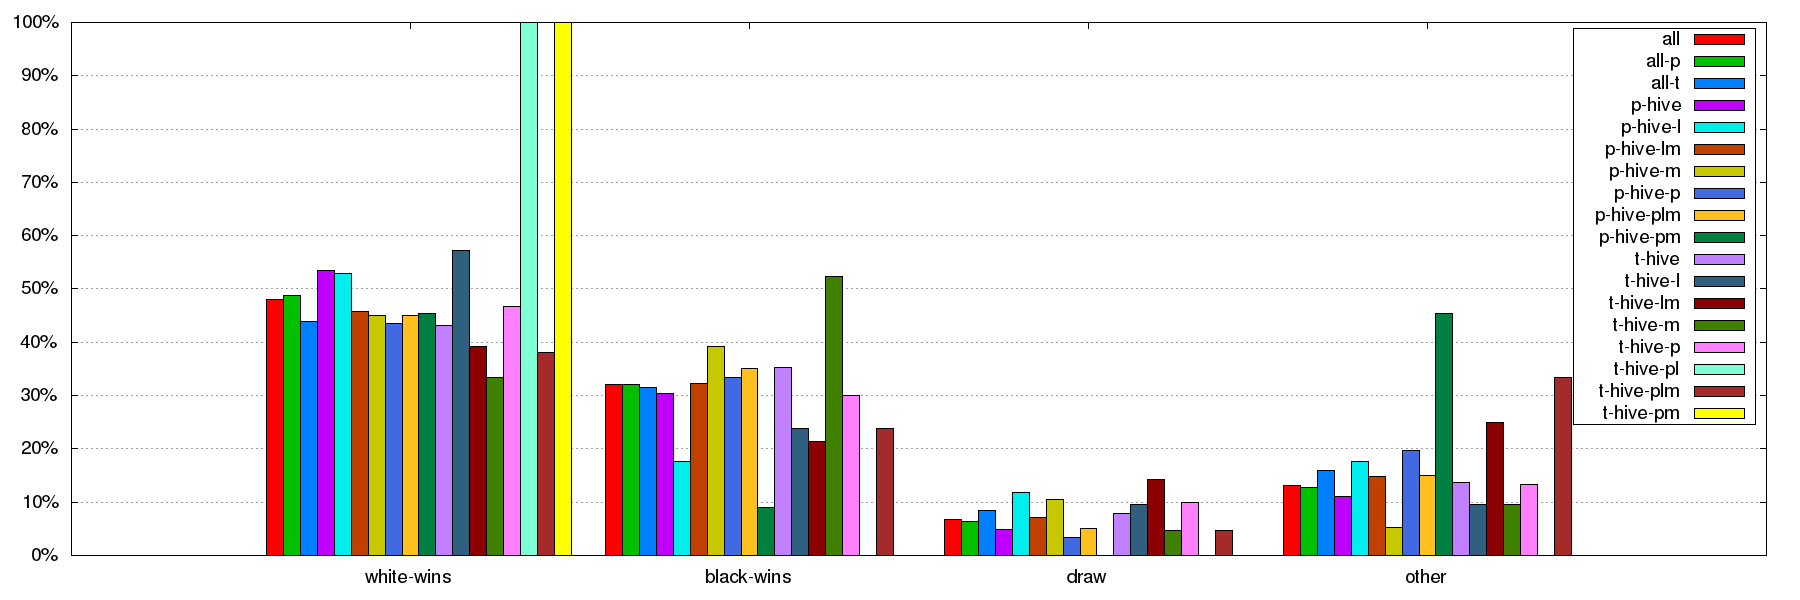 100%
90%
80%
70%
60%
50%
40%
30%
20%
10%
0%
white-wins
black-wins
draw
other
all
all-p
all-t
p-hive
p-hive-l
p-hive-lm
p-hive-m
p-hive-p
p-hive-plm
p-hive-pm
t-hive
t-hive-l
t-hive-lm
t-hive-m
t-hive-p
t-hive-pl
t-hive-plm
t-hive-pm